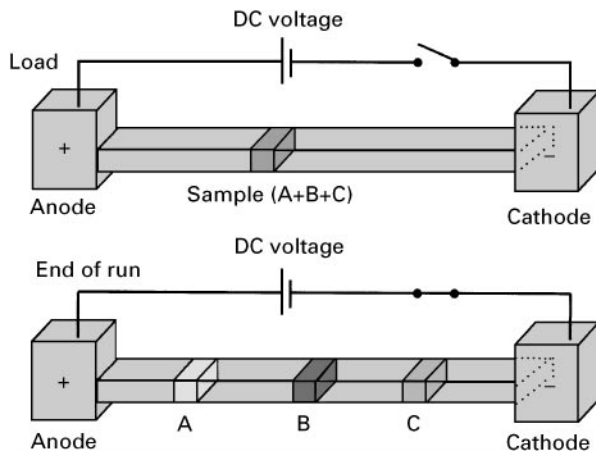 DC voltage
Load
+
−
Sample (A+B+C)
Anode
Cathode
DC voltage
End of run
+
−
Anode
A
B
C
Cathode